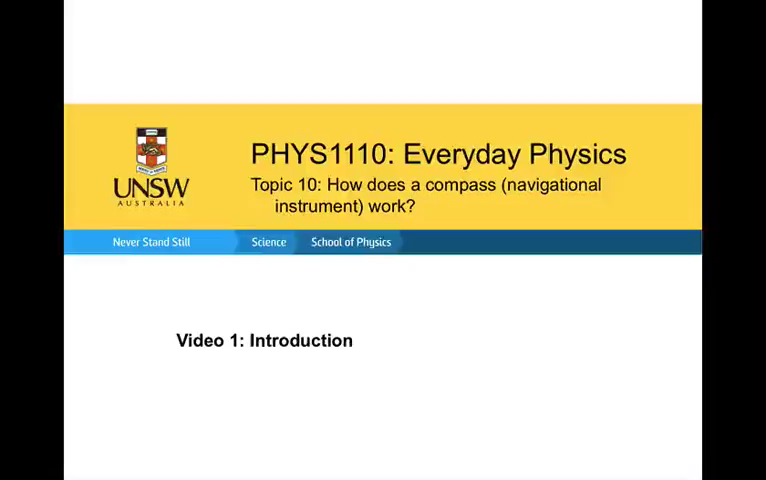 PHYS1110: Everyday Physics
Topic 10: How does a compass (navigational
instrument) work?
UNSW
AUSTRALIA
Never Stand Still
Science
School of Physics
Video 1: Introduction